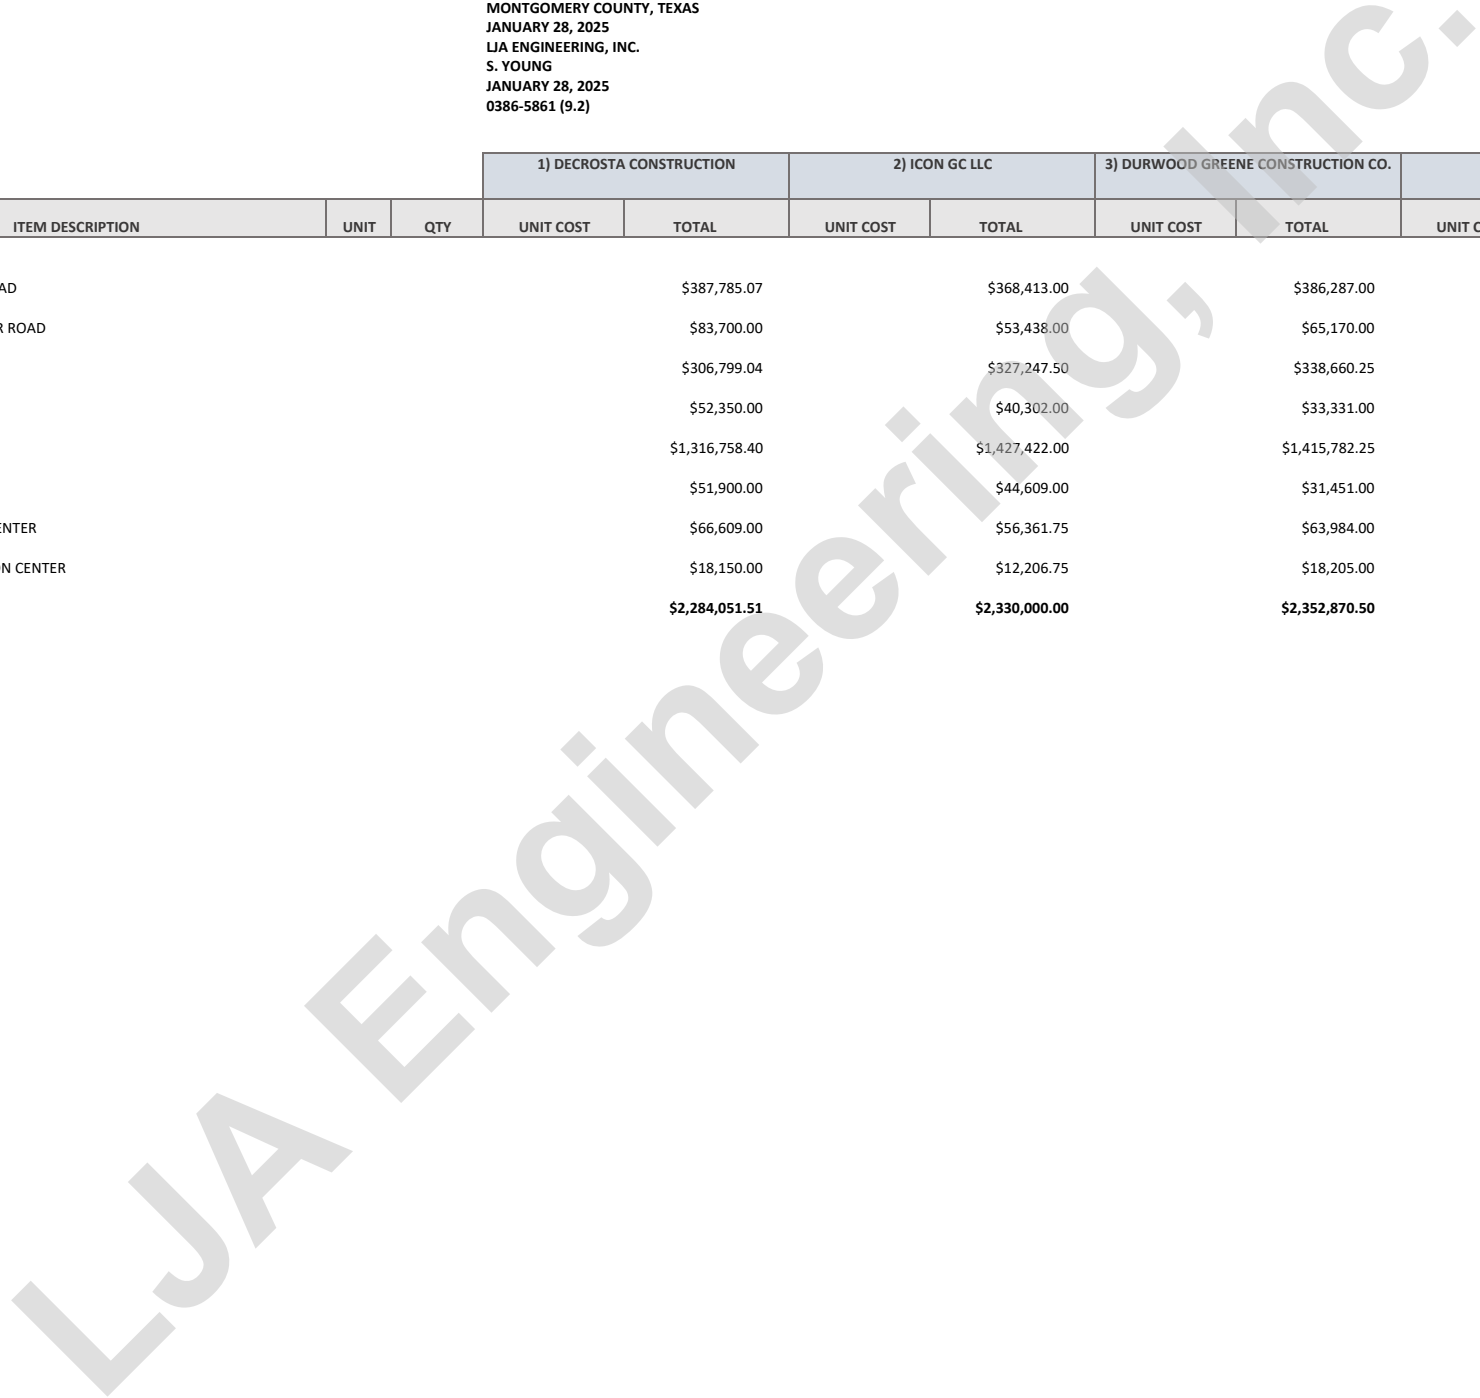 MONTGOMERY COUNTY, TEXAS
JANUARY 28, 2025
LJA ENGINEERING, INC.
S. YOUNG
JANUARY 28, 2025
0386-5861 (9.2)
1) DECROSTA CONSTRUCTION 2) ICON GC LLC 3) DURWOOD GREENE CONSTRUCTION CO.
ITEM DESCRIPTION UNIT QTY UNIT COST TOTAL UNIT COST TOTAL UNIT COST TOTAL UNIT C
AD $387,785.07 $368,413.00 $386,287.00
R ROAD $83,700.00 $53,438.00 $65,170.00
$306,799.04 $327,247.50 $338,660.25
$52,350.00 $40,302.00 $33,331.00
$1,316,758.40 $1,427,422.00 $1,415,782.25
$51,900.00 $44,609.00 $31,451.00
ENTER $66,609.00 $56,361.75 $63,984.00
N CENTER $18,150.00 $12,206.75 $18,205.00
$2,284,051.51 $2,330,000.00 $2,352,870.50
LJA Engineering, Inc.